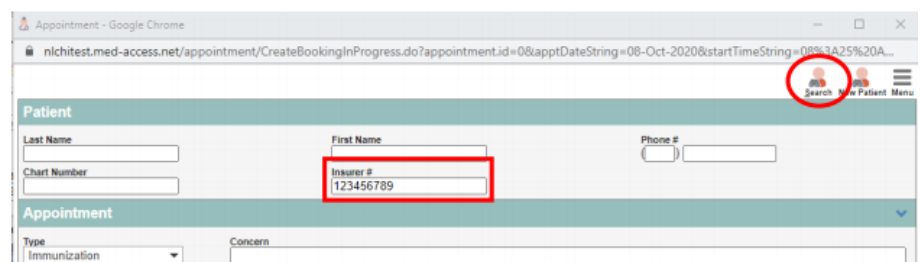 Appointment - Google Chrome
nlchitest.med-access.net/appointment/CreateBookingInProgress.do?appointment.id=0&apptDateString=08-Oct-2020&startTimeString=08%3A25%20A...
Search New Patient Menu
Patient
Last Name First Name Phone #
( )
Chart Number Insurer #
123456789
Appointment
Type Concern
Immunization